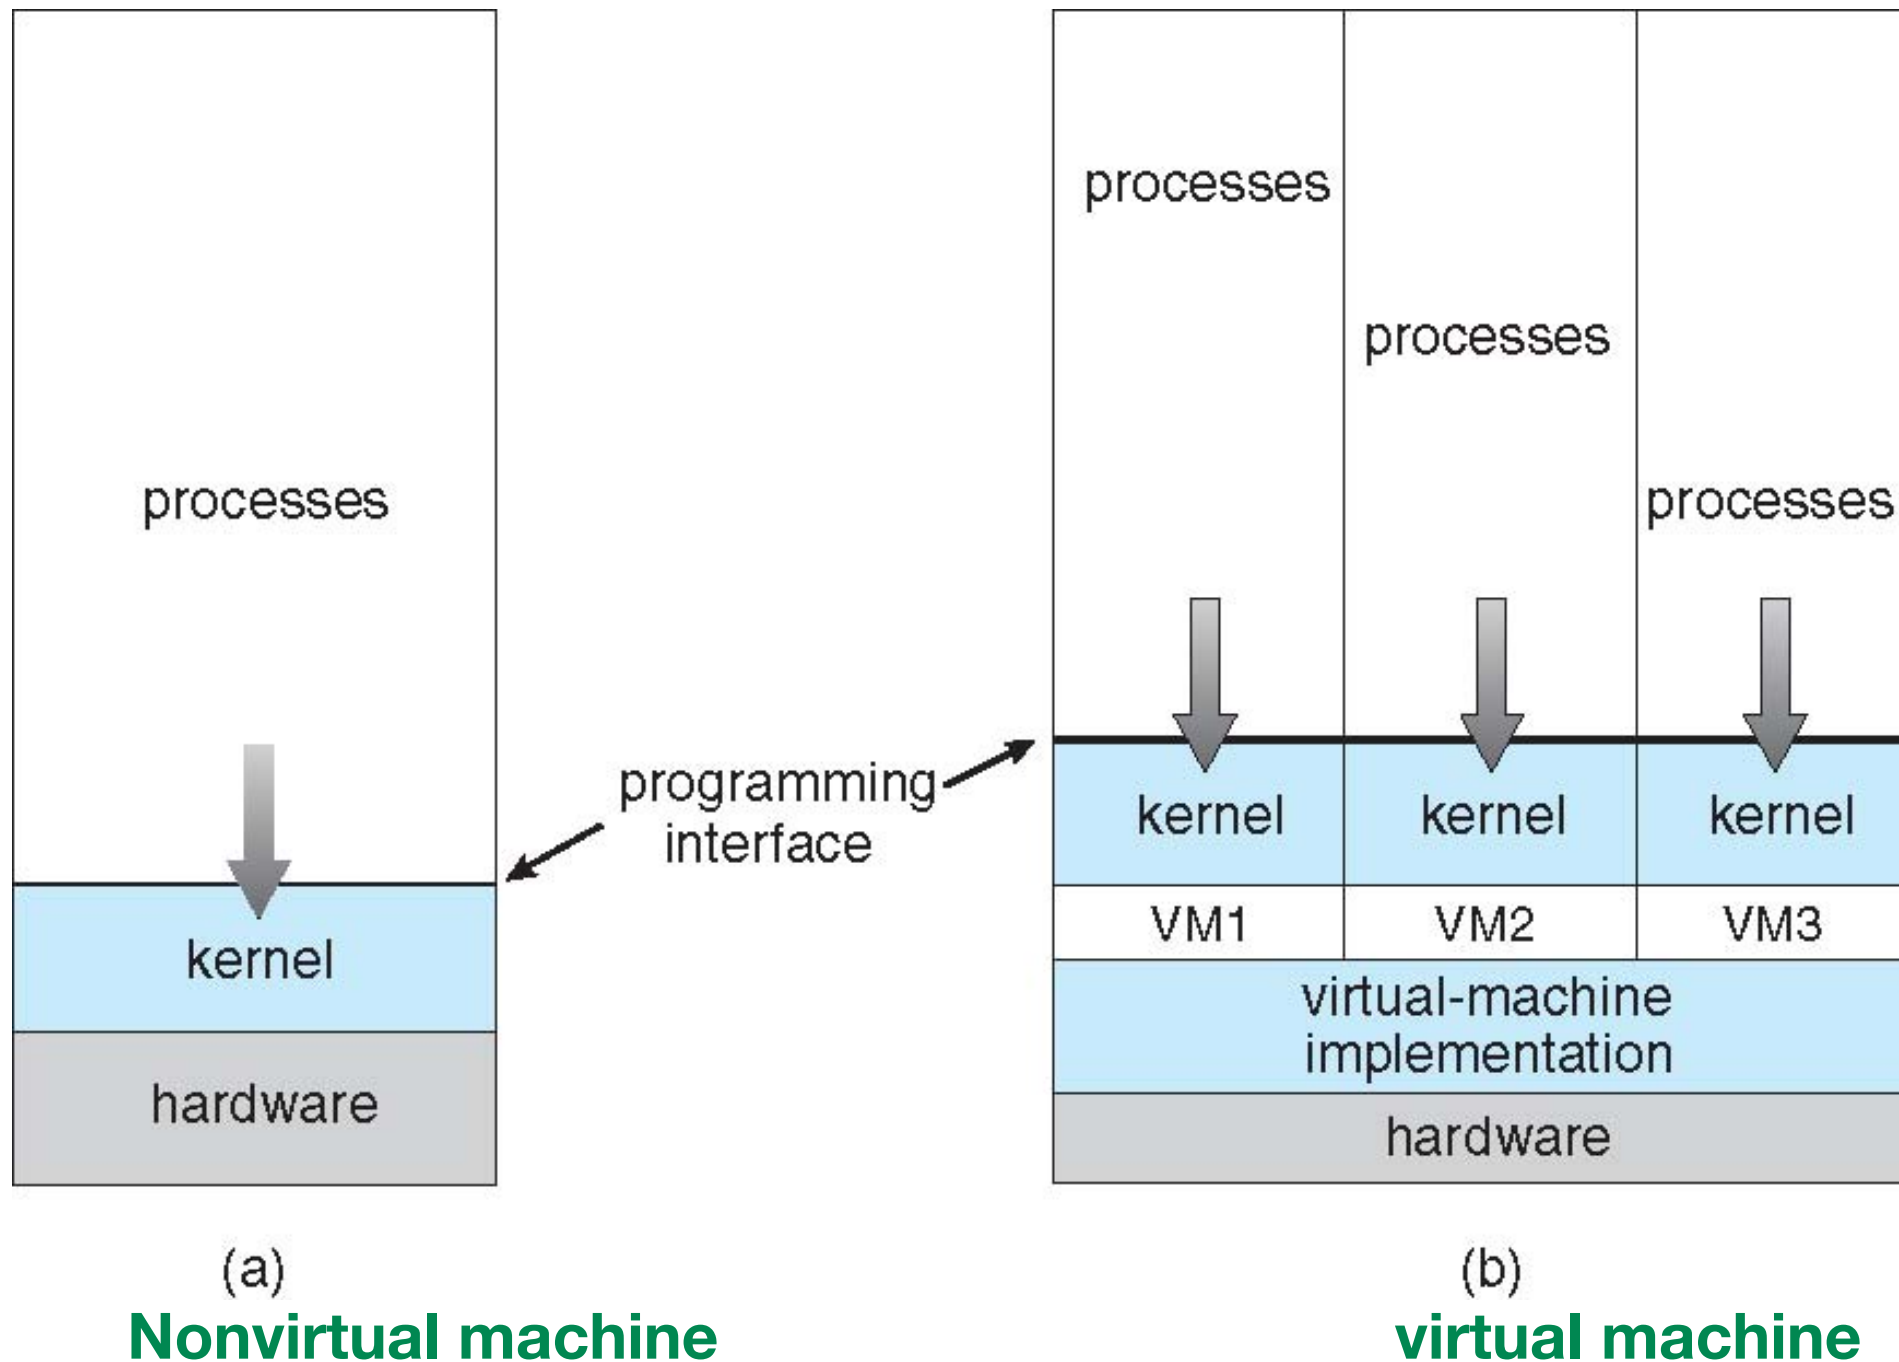 processes
programming
interface
kernel
hardware
(a)
Nonvirtual machine
processes
processes
processes
kernel
kernel
kernel
VM1
VM2
VM3
virtual-machine
implementation
hardware
(b)
virtual machine